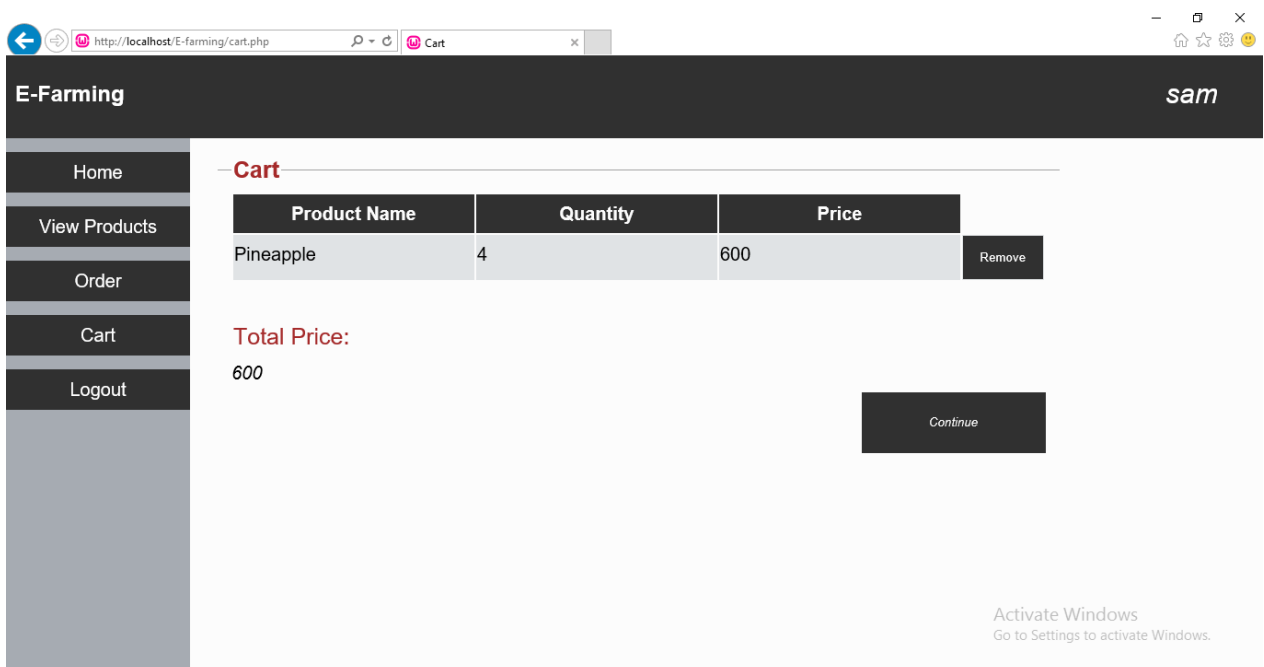 http://localhost/E-farming/cart.php Cart
E-Farming sam
Home
View Products
Order
Cart
Logout
Cart
Product Name Quantity Price
Pineapple 4 600 Remove
Total Price:
600
Continue
Activate Windows
Go to Settings to activate Windows.